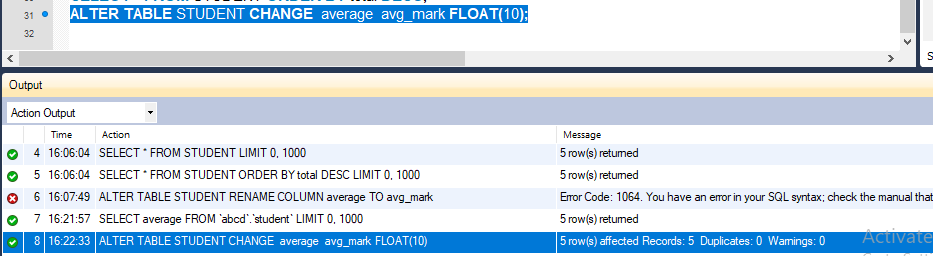 31 ALTER TABLE STUDENT CHANGE average avg_mark FLOAT(10);
32
Output
Action Output
Time Action Message
4 16:06:04 SELECT * FROM STUDENT LIMIT 0, 1000 5 row(s) returned
5 16:06:04 SELECT * FROM STUDENT ORDER BY total DESC LIMIT 0, 1000 5 row(s) returned
6 16:07:49 ALTER TABLE STUDENT RENAME COLUMN average TO avg_mark Error Code: 1064. You have an error in your SQL syntax; check the manual that
7 16:21:57 SELECT average FROM `abcd`.`student` LIMIT 0, 1000 5 row(s) returned
8 16:22:33 ALTER TABLE STUDENT CHANGE average avg_mark FLOAT(10) 5 row(s) affected Records: 5 Duplicates: 0 Warnings: 0
Activate